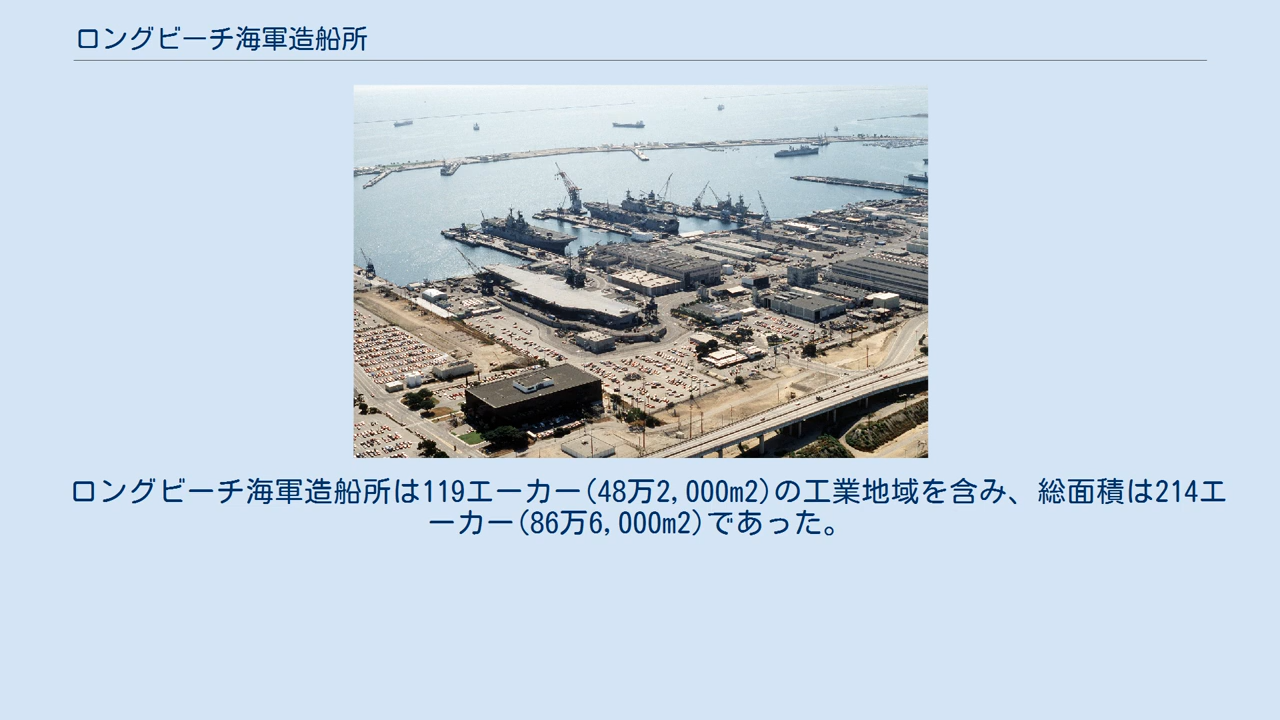 ロングビーチ海軍造船所
ロングビーチ海軍造船所は119エーカー(48万2,000m2)の工業地域を含み、総面積は214エ
ーカー(86万6,000m2)であった。